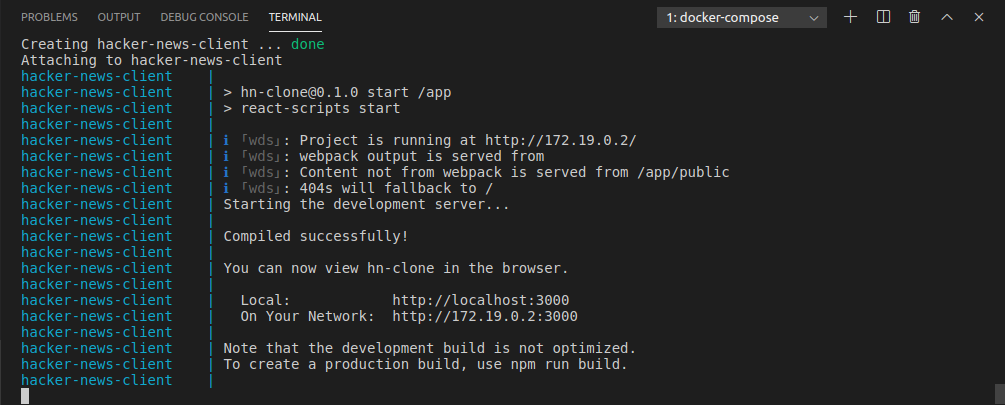 PROBLEMS OUTPUT DEBUG CONSOLE TERMINAL 1: docker-compose
Creating hacker-news-client ... done
Attaching to hacker-news-client
hacker-news-client    |
hacker-news-client    | > hn-clone@0.1.0 start /app
hacker-news-client    | > react-scripts start
hacker-news-client    |
hacker-news-client    | ℹ 「wds」: Project is running at http://172.19.0.2/
hacker-news-client    | ℹ 「wds」: webpack output is served from
hacker-news-client    | ℹ 「wds」: Content not from webpack is served from /app/public
hacker-news-client    | ℹ 「wds」: 404s will fallback to /
hacker-news-client    | Starting the development server...
hacker-news-client    |
hacker-news-client    | Compiled successfully!
hacker-news-client    |
hacker-news-client    | You can now view hn-clone in the browser.
hacker-news-client    |
hacker-news-client    |   Local:            http://localhost:3000
hacker-news-client    |   On Your Network:  http://172.19.0.2:3000
hacker-news-client    |
hacker-news-client    | Note that the development build is not optimized.
hacker-news-client    | To create a production build, use npm run build.
hacker-news-client    |